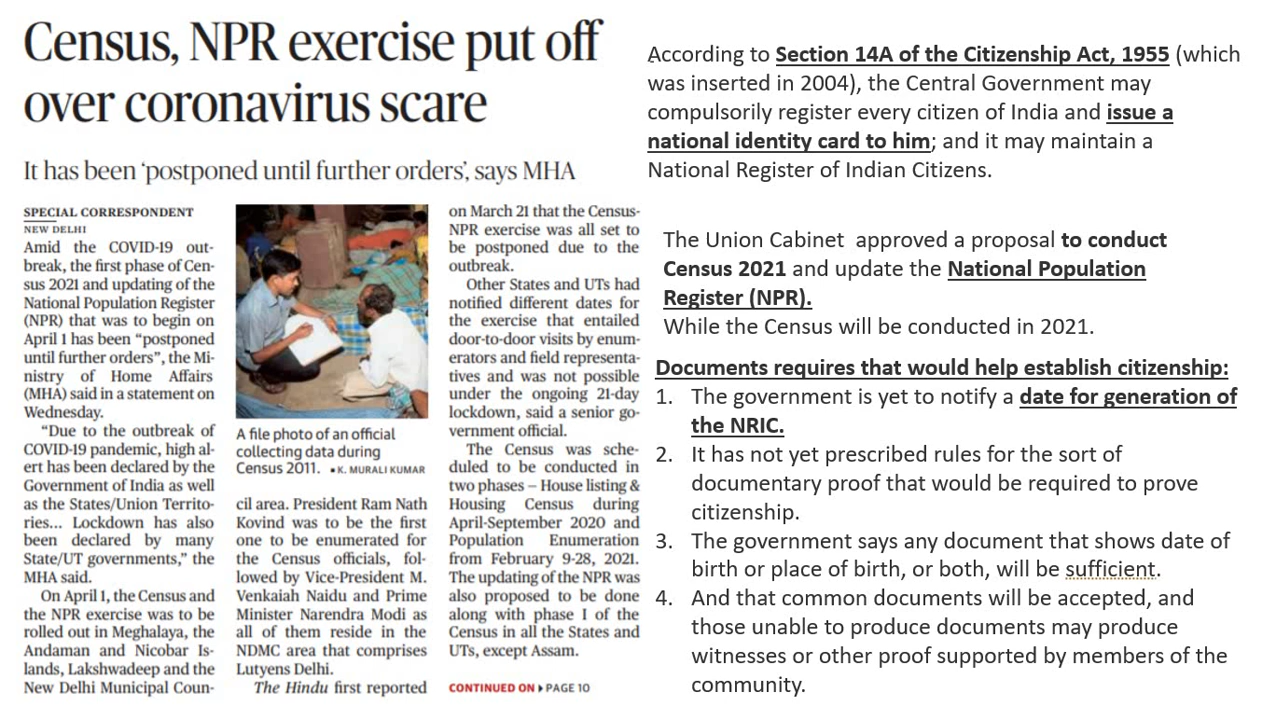 Census, NPR exercise put off
over coronavirus scare
It has been ‘postponed until further orders’, says MHA
SPECIAL CORRESPONDENT
NEW DELHI
Amid the COVID-19 out-
break, the first phase of Cen-
sus 2021 and updating of the
National Population Register
(NPR) that was to begin on
April 1 has been “postponed
until further orders”, the Mi-
nistry of Home Affairs
(MHA) said in a statement on
Wednesday.
“Due to the outbreak of
COVID-19 pandemic, high al-
ert has been declared by the
Government of India as well
as the States/Union Territo-
ries... Lockdown has also
been declared by many
State/UT governments,” the
MHA said.
On April 1, the Census and
the NPR exercise was to be
rolled out in Meghalaya, the
Andaman and Nicobar Is-
lands, Lakshwadeep and the
New Delhi Municipal Coun-
A file photo of an official
collecting data during
Census 2011. ▪ K. MURALI KUMAR
cil area. President Ram Nath
Kovind was to be the first
one to be enumerated for
the Census officials, fol-
lowed by Vice-President M.
Venkaiah Naidu and Prime
Minister Narendra Modi as
all of them reside in the
NDMC area that comprises
Lutyens Delhi.
The Hindu first reported
on March 21 that the Census-
NPR exercise was all set to
be postponed due to the
outbreak.
Other States and UTs had
notified different dates for
the exercise that entailed
door-to-door visits by enum-
erators and field representa-
tives and was not possible
under the ongoing 21-day
lockdown, said a senior go-
vernment official.
The Census was sche-
duled to be conducted in
two phases – House listing &
Housing Census during
April-September 2020 and
Population Enumeration
from February 9-28, 2021.
The updating of the NPR was
also proposed to be done
along with phase I of the
Census in all the States and
UTs, except Assam.
CONTINUED ON ▸ PAGE 10
According to Section 14A of the Citizenship Act, 1955 (which
was inserted in 2004), the Central Government may
compulsorily register every citizen of India and issue a
national identity card to him; and it may maintain a
National Register of Indian Citizens.
The Union Cabinet approved a proposal to conduct
Census 2021 and update the National Population
Register (NPR).
While the Census will be conducted in 2021.
Documents requires that would help establish citizenship:
1. The government is yet to notify a date for generation of
the NRIC.
2. It has not yet prescribed rules for the sort of
documentary proof that would be required to prove
citizenship.
3. The government says any document that shows date of
birth or place of birth, or both, will be sufficient.
4. And that common documents will be accepted, and
those unable to produce documents may produce
witnesses or other proof supported by members of the
community.